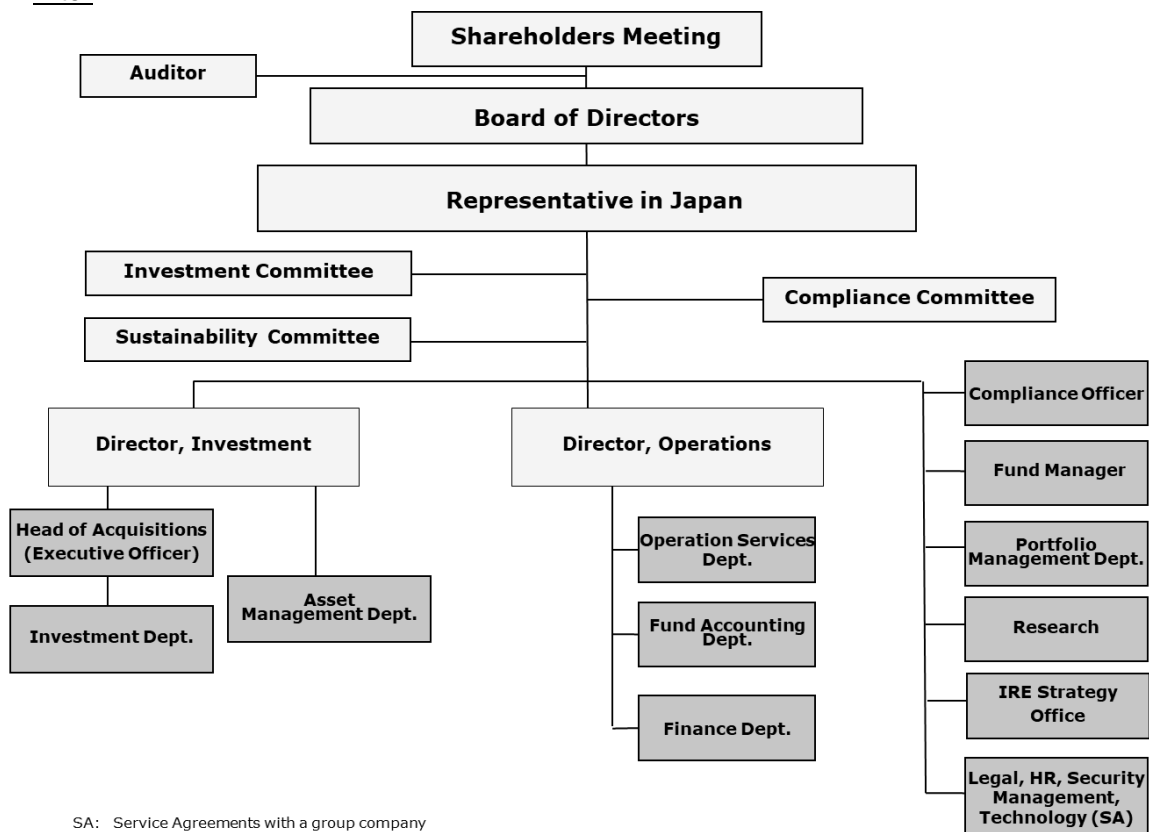 Shareholders Meeting
Auditor
Board of Directors
Representative in Japan
Investment Committee
Compliance Committee
Sustainability Committee
Director, Investment
Director, Operations
Compliance Officer
Fund Manager
Portfolio
Management Dept.
Research
IRE Strategy
Office
Legal, HR, Security
Management,
Technology (SA)
Head of Acquisitions
(Executive Officer)
Investment Dept.
Asset
Management Dept.
Operation Services
Dept.
Fund Accounting
Dept.
Finance Dept.
SA: Service Agreements with a group company